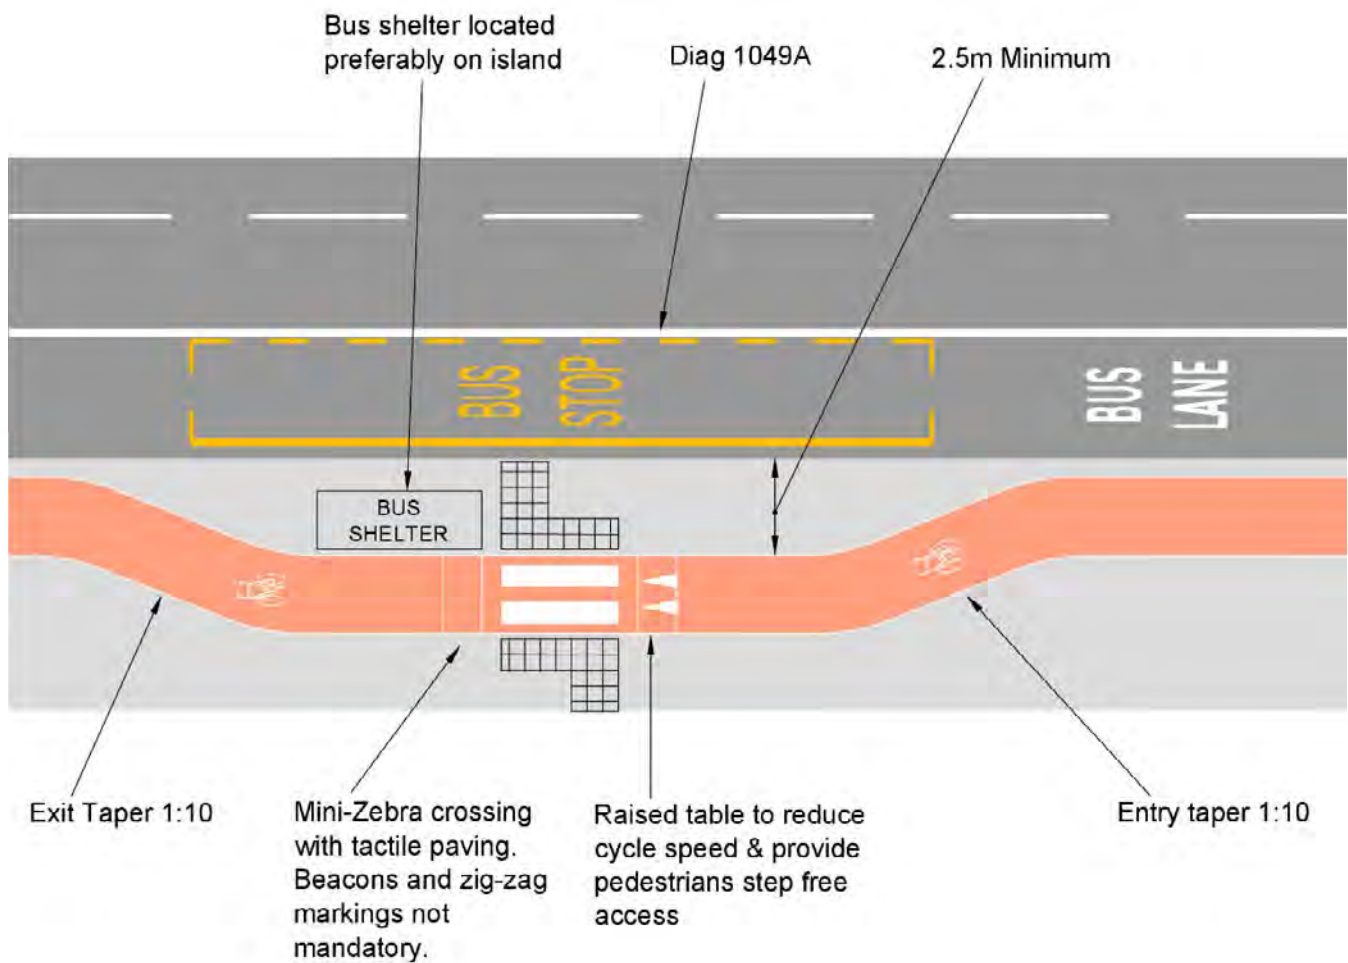 Bus shelter located
preferably on island
Diag 1049A
2.5m Minimum
BUS
STOP
BUS
LANE
BUS
SHELTER
Exit Taper 1:10
Mini-Zebra crossing
with tactile paving.
Beacons and zig-zag
markings not
mandatory.
Raised table to reduce
cycle speed & provide
pedestrians step free
access
Entry taper 1:10